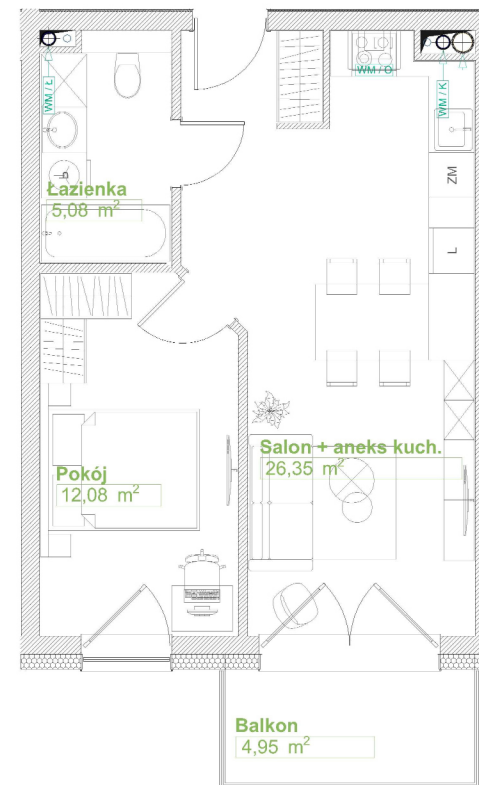 WM / Ł
WM / O
WM / K
ZM
Łazienka
5,08 m²
L
Salon + aneks kuch.
26,35 m²
Pokój
12,08 m²
Balkon
4,95 m²